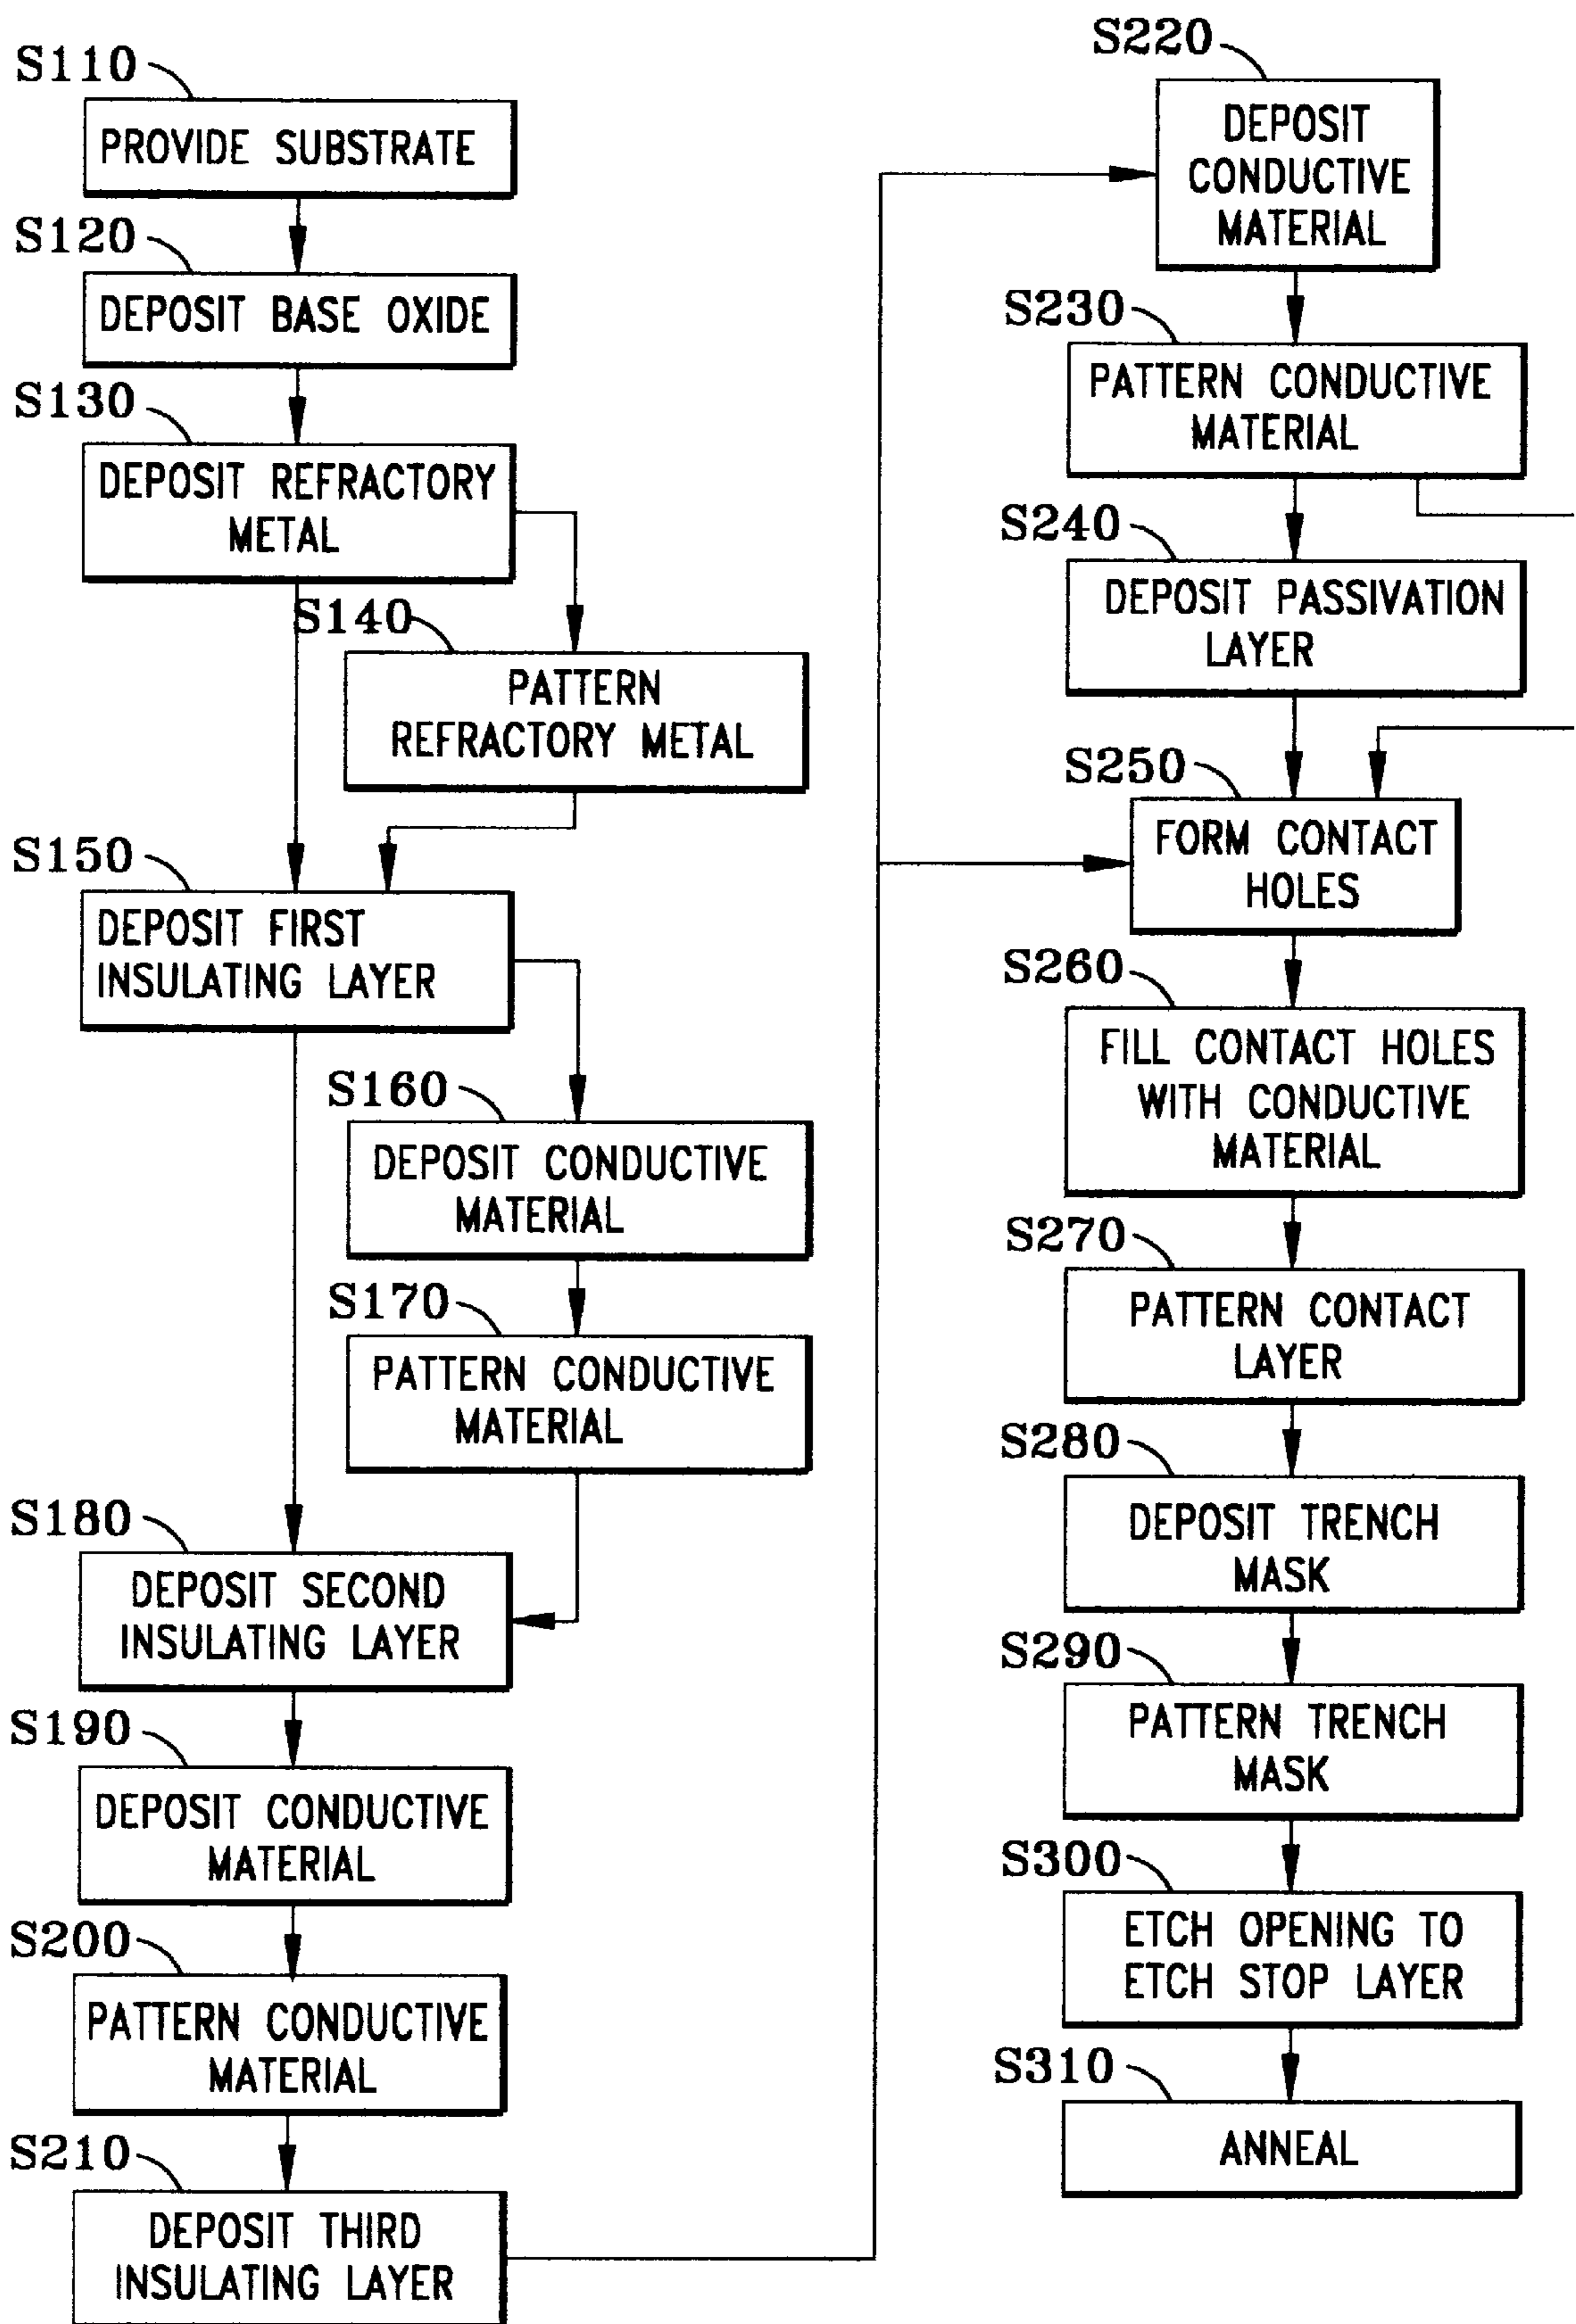 S110
PROVIDE SUBSTRATE
S120
DEPOSIT BASE OXIDE
S130
DEPOSIT REFRACTORY
METAL
S140
PATTERN
REFRACTORY METAL
S150
DEPOSIT FIRST
INSULATING LAYER
S160
DEPOSIT CONDUCTIVE
MATERIAL
S170
PATTERN CONDUCTIVE
MATERIAL
S180
DEPOSIT SECOND
INSULATING LAYER
S190
DEPOSIT CONDUCTIVE
MATERIAL
S200
PATTERN CONDUCTIVE
MATERIAL
S210
DEPOSIT THIRD
INSULATING LAYER
S220
DEPOSIT
CONDUCTIVE
MATERIAL
S230
PATTERN CONDUCTIVE
MATERIAL
S240
DEPOSIT PASSIVATION
LAYER
S250
FORM CONTACT
HOLES
S260
FILL CONTACT HOLES
WITH CONDUCTIVE
MATERIAL
S270
PATTERN CONTACT
LAYER
S280
DEPOSIT TRENCH
MASK
S290
PATTERN TRENCH
MASK
S300
ETCH OPENING TO
ETCH STOP LAYER
S310
ANNEAL